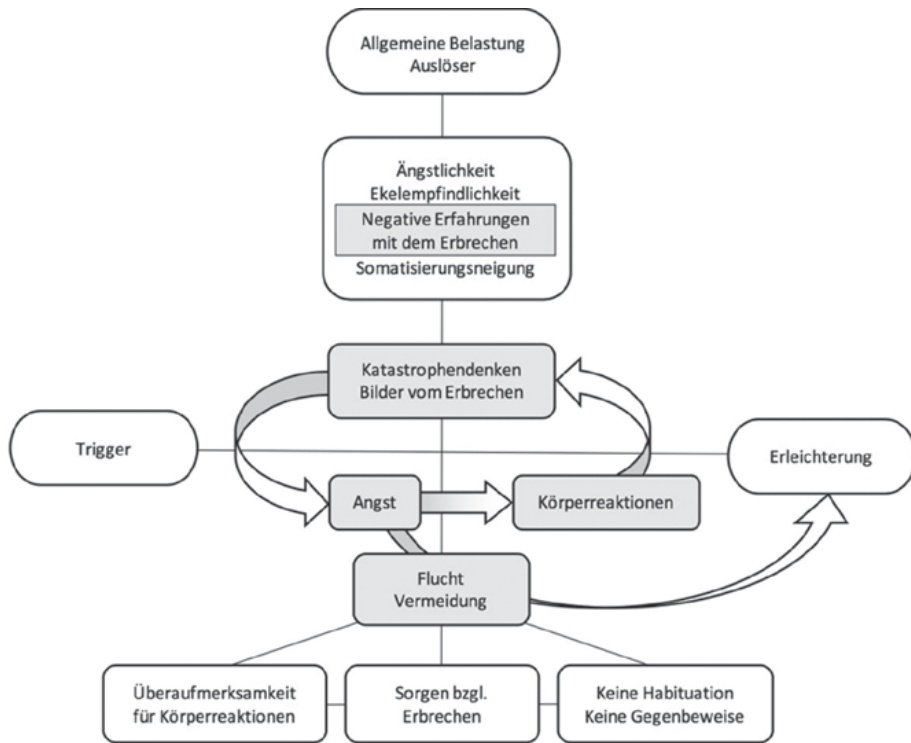 Allgemeine Belastung
Auslöser
Ängstlichkeit
Ekelempfindlichkeit
Negative Erfahrungen
mit dem Erbrechen
Somatisierungsneigung
Katastrophendenken
Bilder vom Erbrechen
Trigger
Erleichterung
Angst
Körperreaktionen
Flucht
Vermeidung
Überaufmerksamkeit
für Körperreaktionen
Sorgen bzgl.
Erbrechen
Keine Habituation
Keine Gegenbeweise